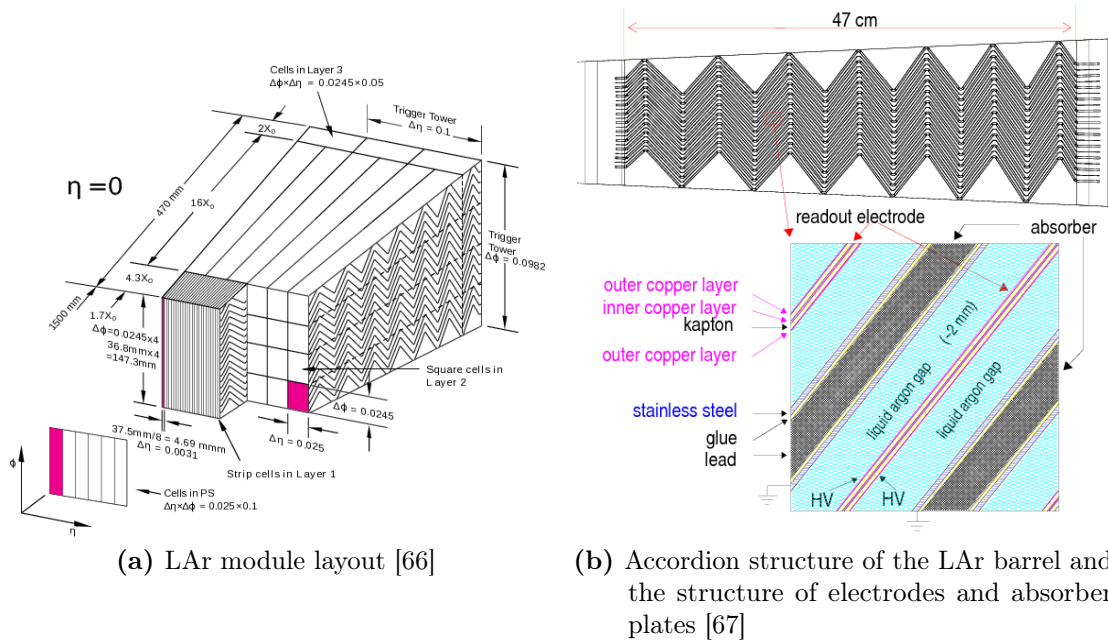 Cells in Layer 3
Δϕ×Δη = 0.0245×0.05
Trigger Tower
Δη = 0.1
2X₀
η = 0
470 mm
16X₀
Trigger
Tower
Δϕ = 0.0982
4.3X₀
1500 mm
1.7X₀
Δϕ=0.0245x4
36.8mmx4
=147.3mm
Square cells in
Layer 2
Δϕ = 0.0245
37.5mm/8 = 4.69 mmm
Δη = 0.0031
Δη = 0.025
Strip cells in Layer 1
ϕ
η
Cells in PS
Δη×Δϕ = 0.025×0.1
(a) LAr module layout [66]
47 cm
readout electrode
absorber
outer copper layer
inner copper layer
kapton
outer copper layer
(~2 mm)
liquid argon gap
liquid argon gap
stainless steel
glue
lead
HV
HV
(b) Accordion structure of the LAr barrel and
the structure of electrodes and absorber
plates [67]